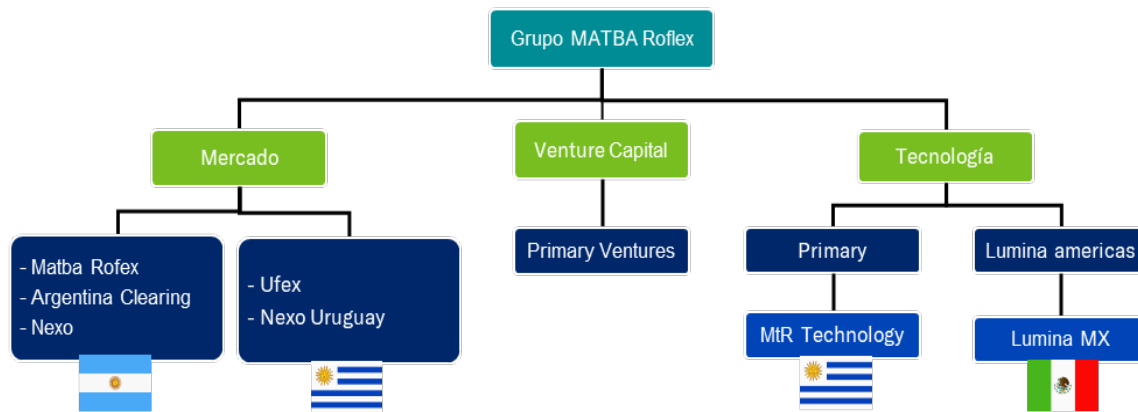 Grupo MATBA Roflex
Mercado
Venture Capital
Tecnología
- Matba Rofex
- Argentina Clearing
- Nexo
- Ufex
- Nexo Uruguay
Primary Ventures
Primary
Lumina americas
MtR Technology
Lumina MX